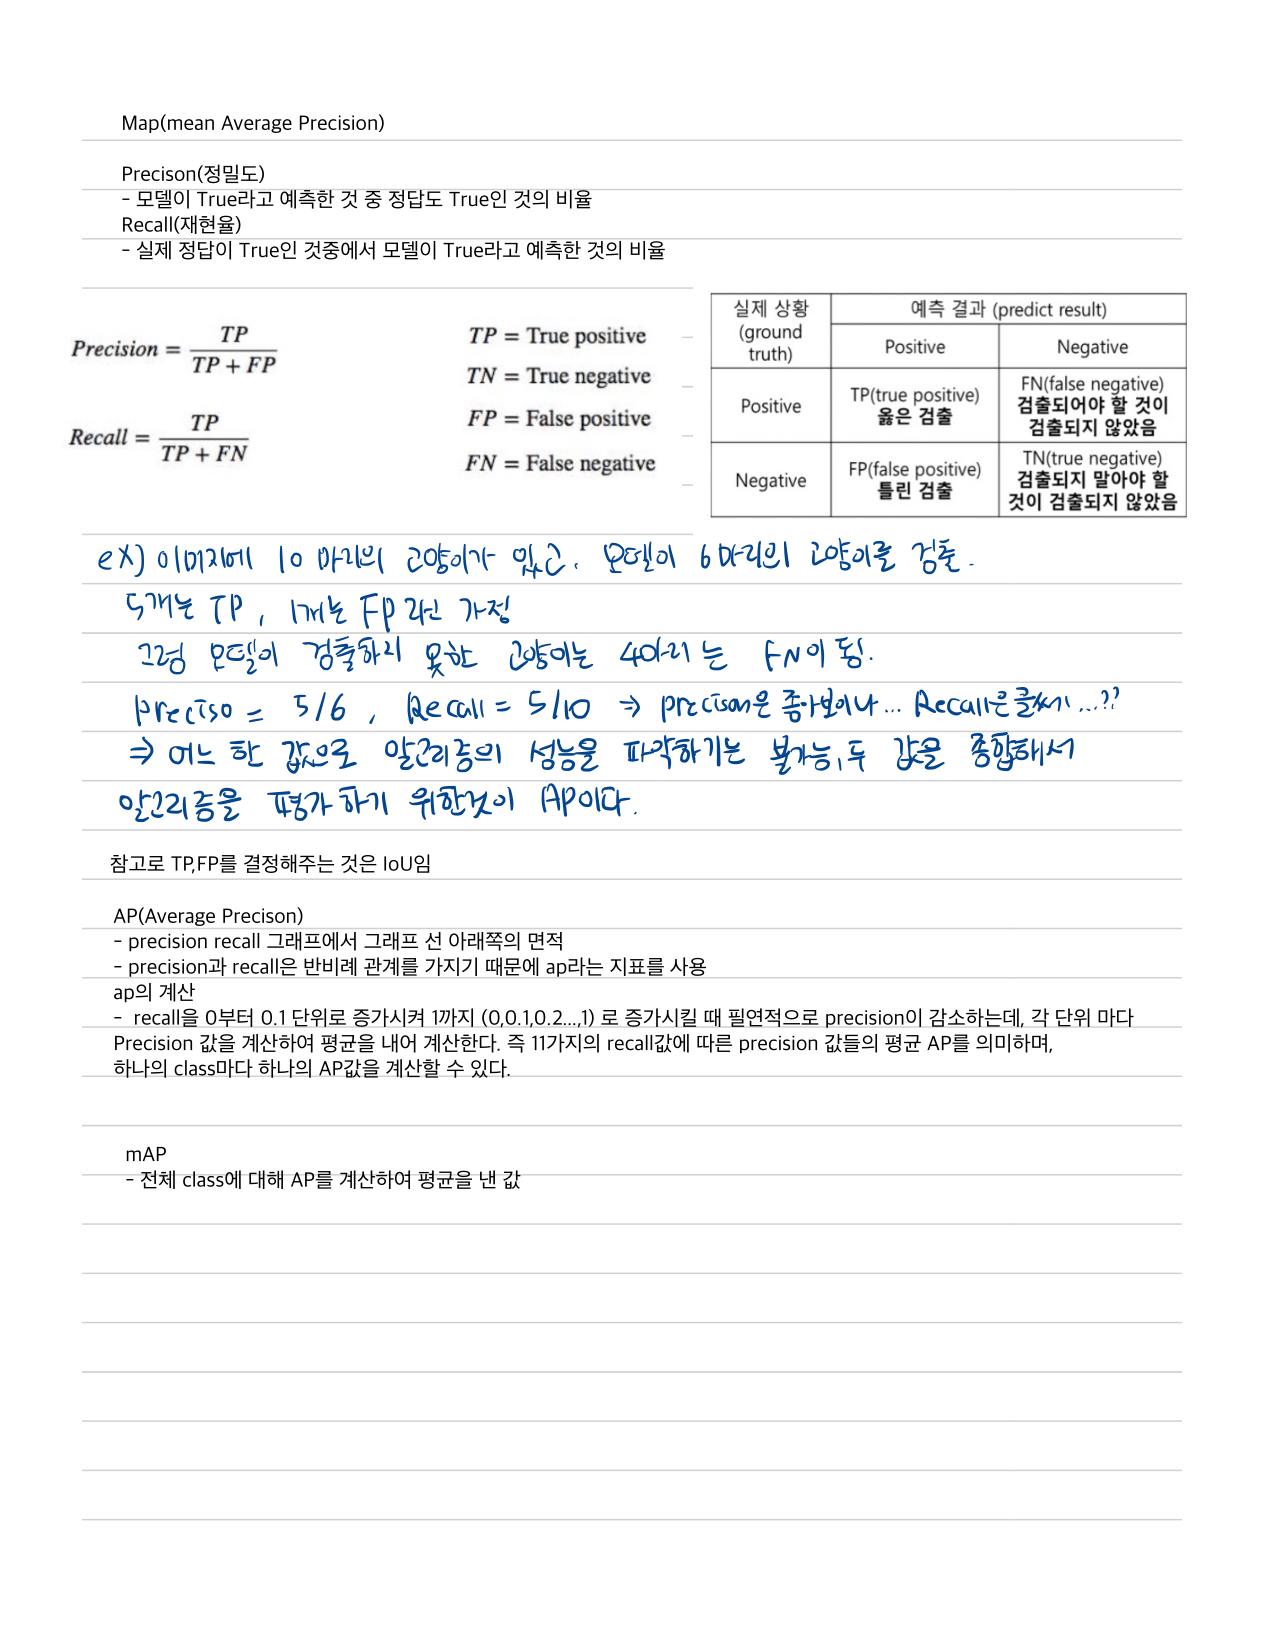 Map(mean Average Precision)
Precison(정밀도)
- 모델이 True라고 예측한 것 중 정답도 True인 것의 비율
Recall(재현율)
- 실제 정답이 True인 것중에서 모델이 True라고 예측한 것의 비율
Precision = TP / (TP + FP)
Recall = TP / (TP + FN)
TP = True positive
TN = True negative
FP = False positive
FN = False negative
실제 상황 (ground truth) 예측 결과 (predict result)
Positive Negative
Positive TP(true positive) 옳은 검출 FN(false negative) 검출되어야 할 것이 검출되지 않았음
Negative FP(false positive) 틀린 검출 TN(true negative) 검출되지 말아야 할 것이 검출되지 않았음
ex) 이미지에 10 마리의 고양이가 있고, 모델이 6마리의 고양이를 검출.
5개는 TP, 1개는 FP라고 가정
그럼 모델이 검출하지 못한 고양이는 4마리는 FN이 됨.
preciso = 5/6, Recall = 5/10 ⇒ precison은 좋아보이나... Recall은 글쎄...??
⇒ 어느 한 값으로 알고리즘의 성능을 파악하기는 불가능, 두 값을 종합해서
알고리즘을 평가하기 위한것이 AP이다.
참고로 TP,FP를 결정해주는 것은 IoU임
AP(Average Precison)
- precision recall 그래프에서 그래프 선 아래쪽의 면적
- precision과 recall은 반비례 관계를 가지기 때문에 ap라는 지표를 사용
ap의 계산
- recall을 0부터 0.1 단위로 증가시켜 1까지 (0,0.1,0.2...,1) 로 증가시킬 때 필연적으로 precision이 감소하는데, 각 단위 마다
Precision 값을 계산하여 평균을 내어 계산한다. 즉 11가지의 recall값에 따른 precision 값들의 평균 AP를 의미하며,
하나의 class마다 하나의 AP값을 계산할 수 있다.
mAP
- 전체 class에 대해 AP를 계산하여 평균을 낸 값